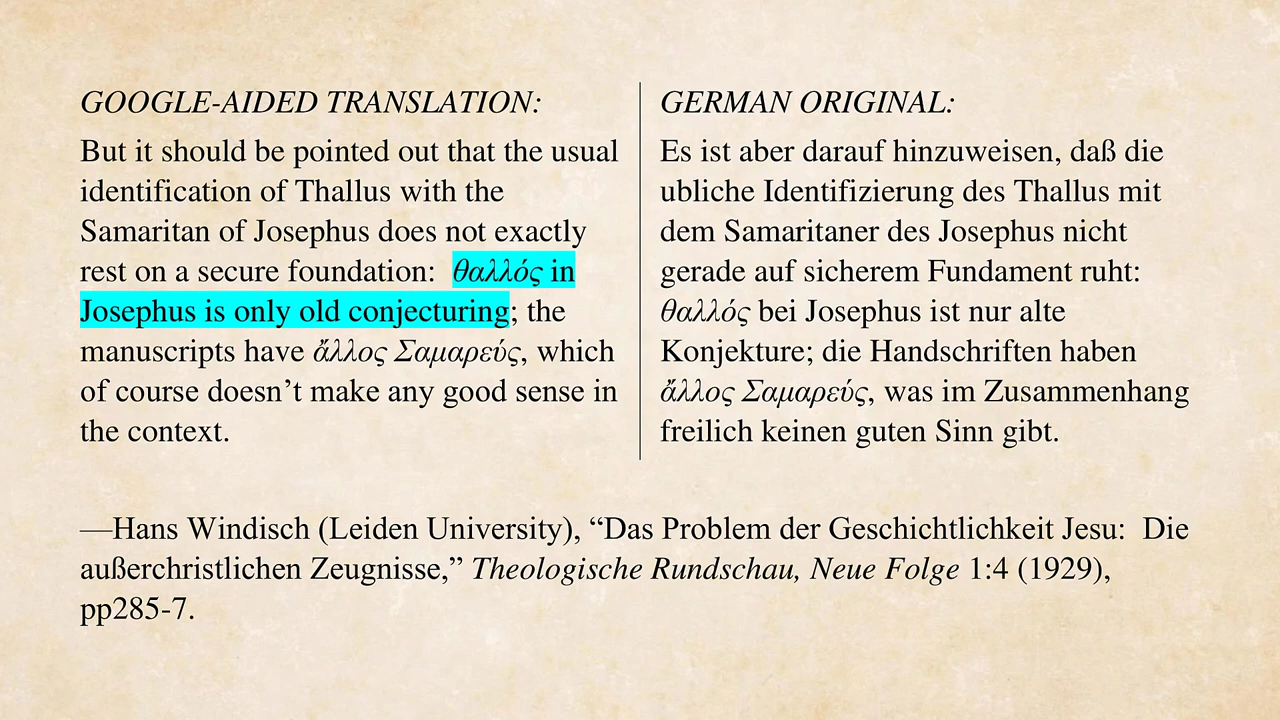 GOOGLE-AIDED TRANSLATION:
But it should be pointed out that the usual
identification of Thallus with the
Samaritan of Josephus does not exactly
rest on a secure foundation: θαλλός in
Josephus is only old conjecturing; the
manuscripts have ἄλλος Σαμαρεύς, which
of course doesn’t make any good sense in
the context.
GERMAN ORIGINAL:
Es ist aber darauf hinzuweisen, daß die
ubliche Identifizierung des Thallus mit
dem Samaritaner des Josephus nicht
gerade auf sicherem Fundament ruht:
θαλλός bei Josephus ist nur alte
Konjekture; die Handschriften haben
ἄλλος Σαμαρεύς, was im Zusammenhang
freilich keinen guten Sinn gibt.
—Hans Windisch (Leiden University), “Das Problem der Geschichtlichkeit Jesu: Die
außerchristlichen Zeugnisse,” Theologische Rundschau, Neue Folge 1:4 (1929),
pp285-7.